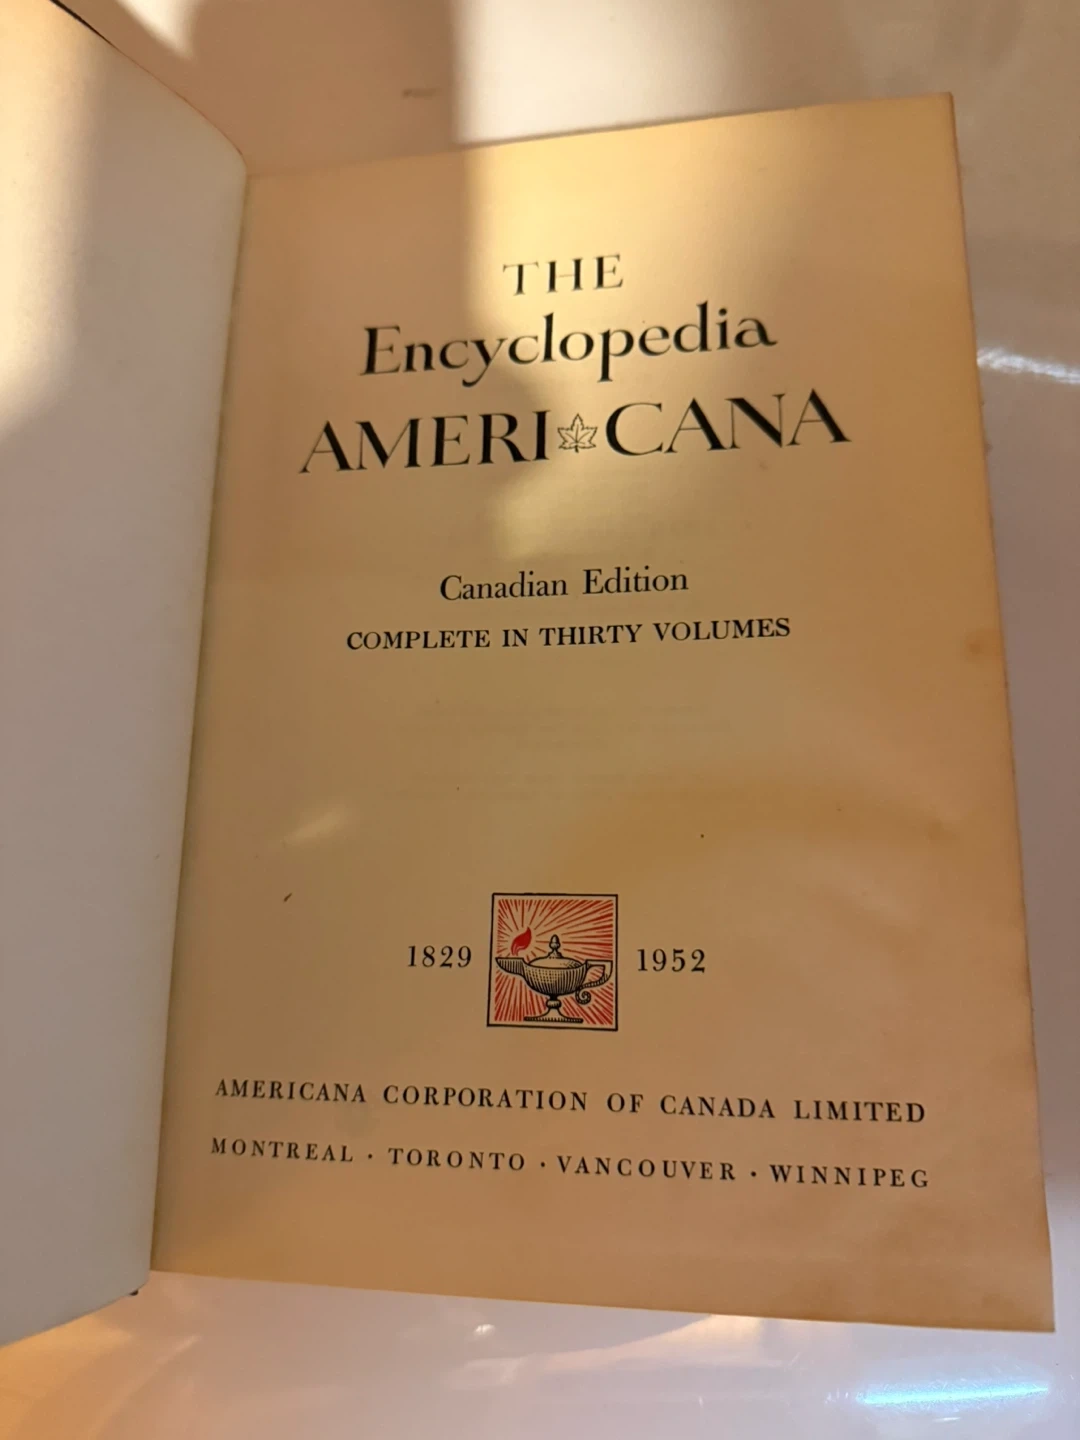 THE
Encyclopedia
AMERICANA
Canadian Edition
COMPLETE IN THIRTY VOLUMES
1829 1952
AMERICANA CORPORATION OF CANADA LIMITED
MONTREAL · TORONTO · VANCOUVER · WINNIPEG